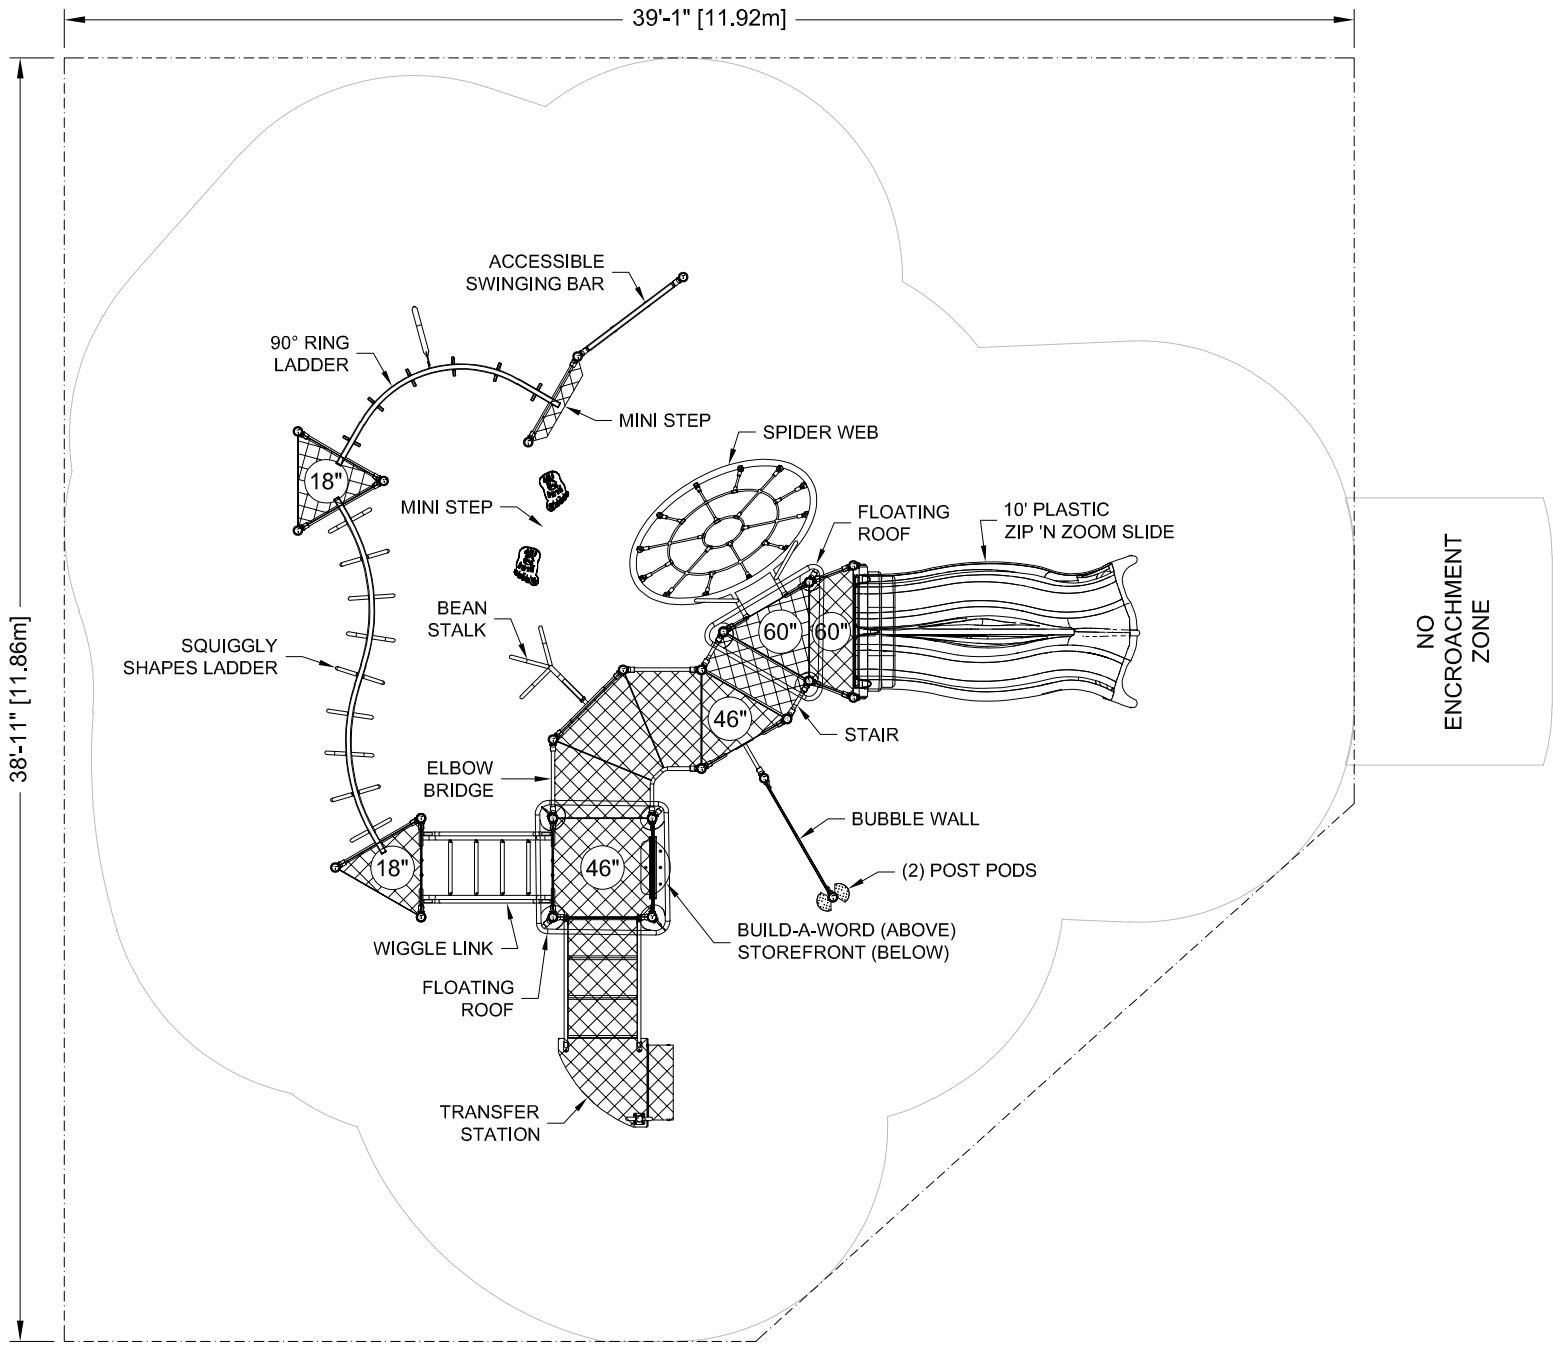 39'-1" [11.92m]
ACCESSIBLE
SWINGING BAR
90° RING
LADDER
MINI STEP
SPIDER WEB
18"
MINI STEP
FLOATING
ROOF
10' PLASTIC
ZIP 'N ZOOM SLIDE
NO
ENCROACHMENT
ZONE
BEAN
STALK
60"
60"
SQUIGGLY
SHAPES LADDER
38'-11" [11.86m]
46"
STAIR
ELBOW
BRIDGE
BUBBLE WALL
18"
46"
(2) POST PODS
WIGGLE LINK
BUILD-A-WORD (ABOVE)
STOREFRONT (BELOW)
FLOATING
ROOF
TRANSFER
STATION